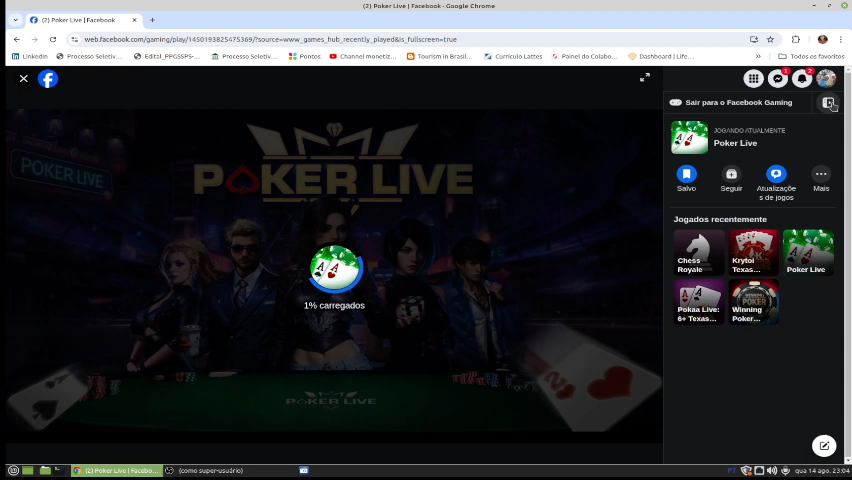 (2) Poker Live | Facebook - Google Chrome
(2) Poker Live | Facebook
web.facebook.com/gaming/play/1450193825475369/?source=www_games_hub_recently_played&is_fullscreen=true
LinkedIn
Processo Seletiv...
Edital_PPGSSPS-...
Processo Seletiv...
Pontos
Channel monetiz...
Tourism in Brasil...
Currículo Lattes
Painel do Colabo...
Dashboard | Life...
Todos os favoritos
1
2
Sair para o Facebook Gaming
JOGANDO ATUALMENTE
Poker Live
Salvo
Seguir
Atualizaçõe
s de jogos
Mais
Jogados recentemente
Chess
Royale
Krytoi
Texas...
Poker Live
Pokaa Live:
6+ Texas...
Winning
Poker...
POKER LIVE
POKER LIVE
1% carregados
POKER LIVE
(2) Poker Live | Facebo...
(como super-usuário)
PT
qua 14 ago, 23:04